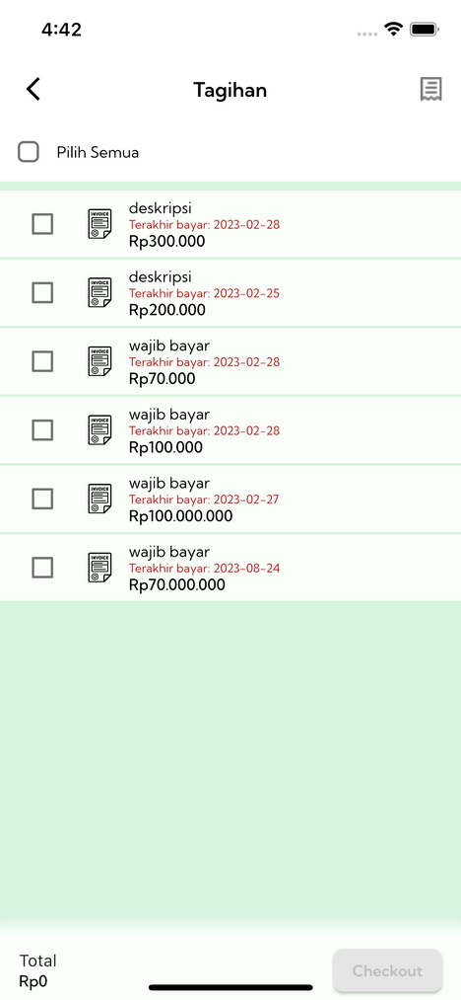 4:42
Tagihan
Pilih Semua
INVOICE
deskripsi
Terakhir bayar: 2023-02-28
Rp300.000
INVOICE
deskripsi
Terakhir bayar: 2023-02-25
Rp200.000
INVOICE
wajib bayar
Terakhir bayar: 2023-02-28
Rp70.000
INVOICE
wajib bayar
Terakhir bayar: 2023-02-28
Rp100.000
INVOICE
wajib bayar
Terakhir bayar: 2023-02-27
Rp100.000.000
INVOICE
wajib bayar
Terakhir bayar: 2023-08-24
Rp70.000.000
Total
Rp0
Checkout